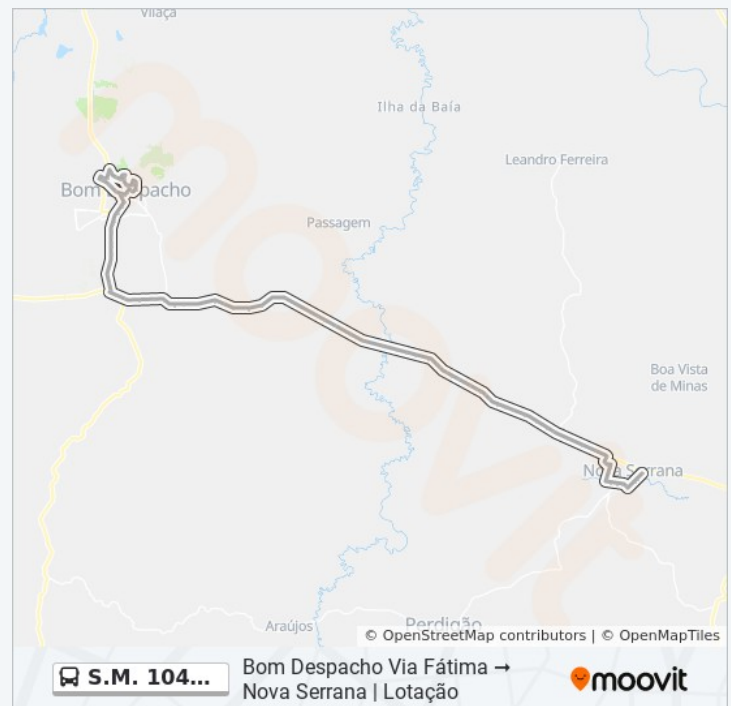 Vilaça
Ilha da Baía
Leandro Ferreira
Bom Despacho
Passagem
Boa Vista
de Minas
Nova Serrana
Araújos
Perdigão
© OpenStreetMap contributors | © OpenMapTiles
S.M. 104...
Bom Despacho Via Fátima →
Nova Serrana | Lotação
moovit
moovit